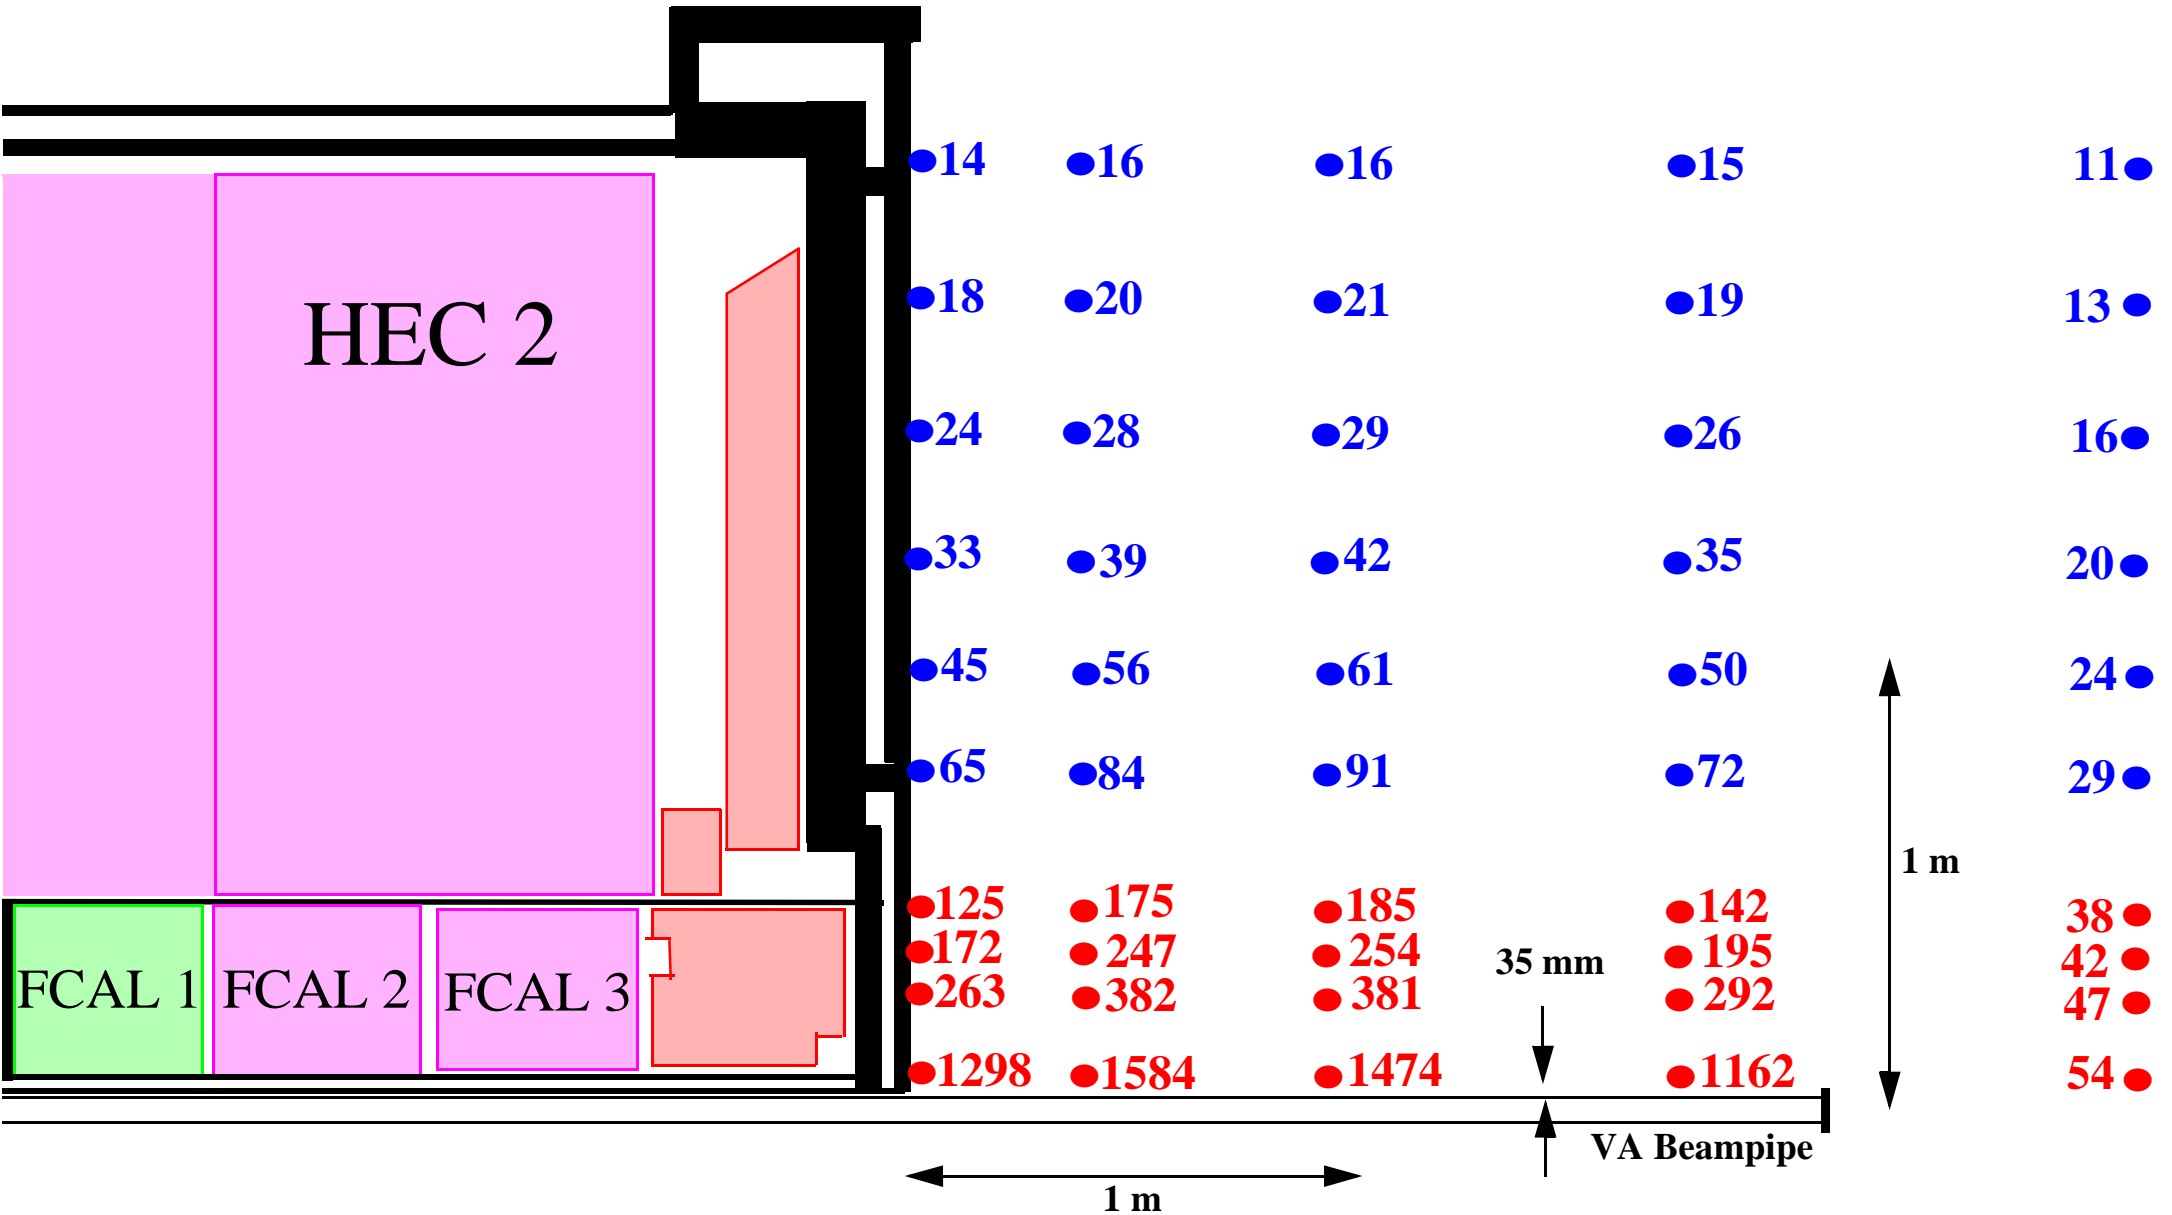 14 16 16 15 11
HEC 2
18 20 21 19 13
24 28 29 26 16
33 39 42 35 20
45 56 61 50 24
65 84 91 72 29
1 m
125 175 185 142 38
172 247 254 195 42
35 mm
FCAL 1 FCAL 2 FCAL 3
263 382 381 292 47
1298 1584 1474 1162 54
VA Beampipe
1 m